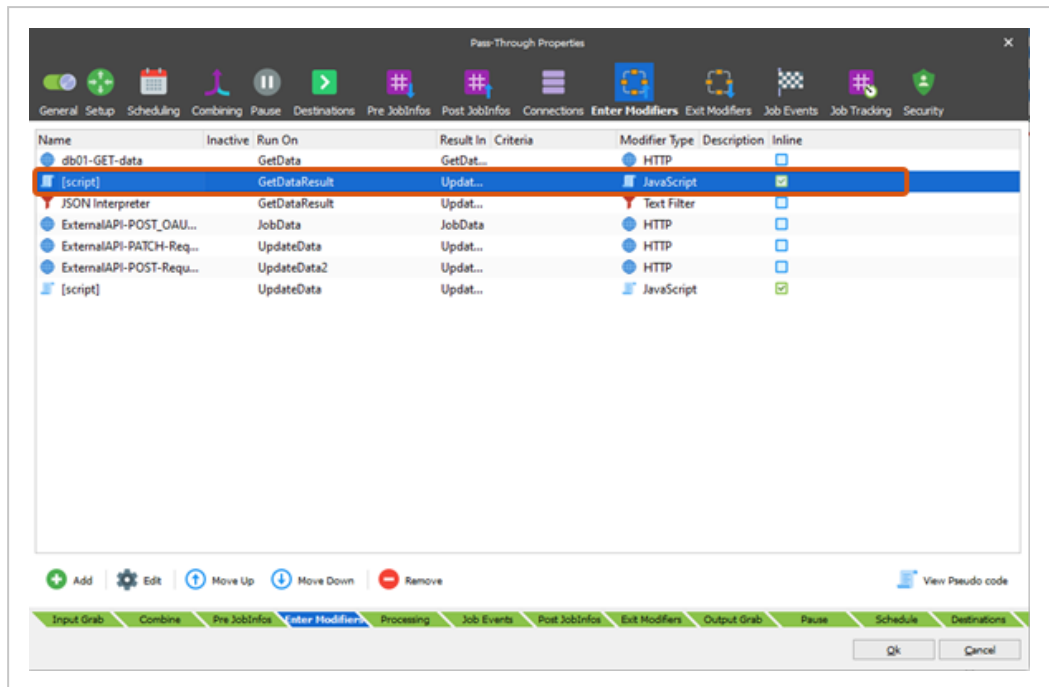 Pass-Through Properties
General Setup Scheduling Combining Pause Destinations Pre JobInfos Post JobInfos Connections Enter Modifiers Exit Modifiers Job Events Job Tracking Security
Name Inactive Run On Result In Criteria Modifier Type Description Inline
db01-GET-data GetData GetDat... HTTP
[script] GetDataResult Updat... JavaScript
JSON Interpreter GetDataResult Updat... Text Filter
ExternalAPI-POST_OAU... JobData JobData HTTP
ExternalAPI-PATCH-Req... UpdateData Updat... HTTP
ExternalAPI-POST-Requ... UpdateData2 Updat... HTTP
[script] UpdateData Updat... JavaScript
Add Edit Move Up Move Down Remove View Pseudo code
Input Grab Combine Pre JobInfos Enter Modifiers Processing Job Events Post JobInfos Exit Modifiers Output Grab Pause Schedule Destinations
Ok Cancel